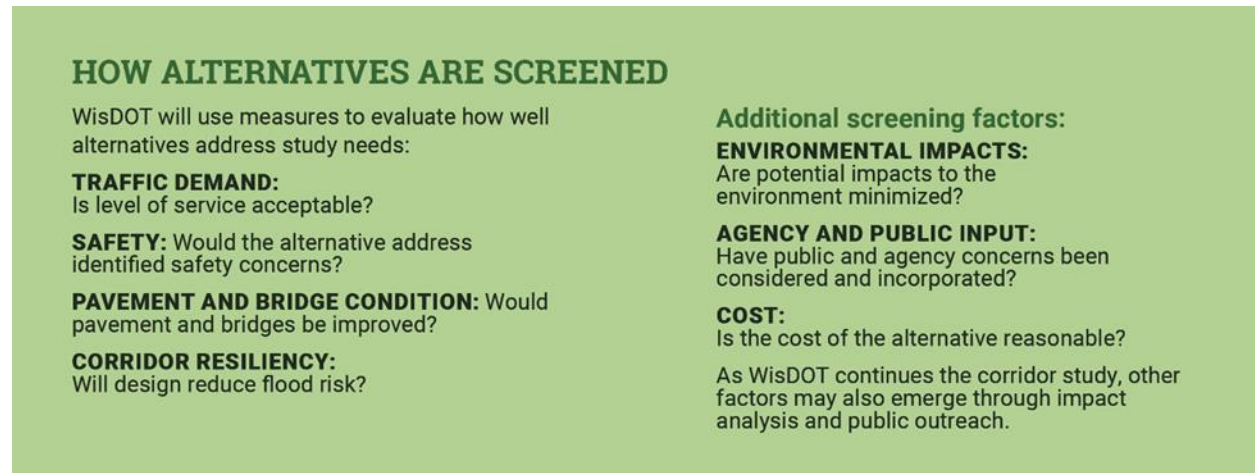 HOW ALTERNATIVES ARE SCREENED
WisDOT will use measures to evaluate how well
alternatives address study needs:
TRAFFIC DEMAND:
Is level of service acceptable?
SAFETY: Would the alternative address
identified safety concerns?
PAVEMENT AND BRIDGE CONDITION: Would
pavement and bridges be improved?
CORRIDOR RESILIENCY:
Will design reduce flood risk?
Additional screening factors:
ENVIRONMENTAL IMPACTS:
Are potential impacts to the
environment minimized?
AGENCY AND PUBLIC INPUT:
Have public and agency concerns been
considered and incorporated?
COST:
Is the cost of the alternative reasonable?
As WisDOT continues the corridor study, other
factors may also emerge through impact
analysis and public outreach.